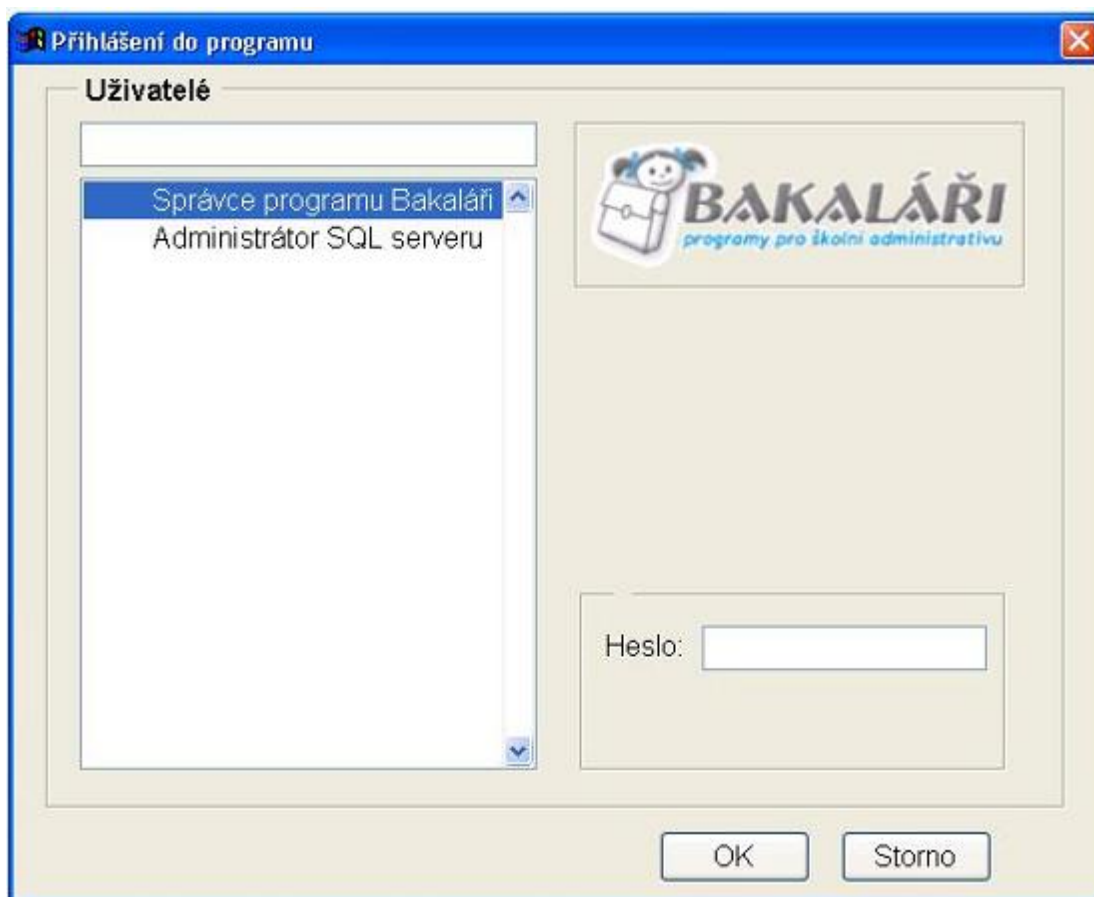 Přihlášení do programu
Uživatelé
Správce programu Bakaláři
Administrátor SQL serveru
BAKALÁŘI
programy pro školní administrativu
Heslo:
OK
Storno